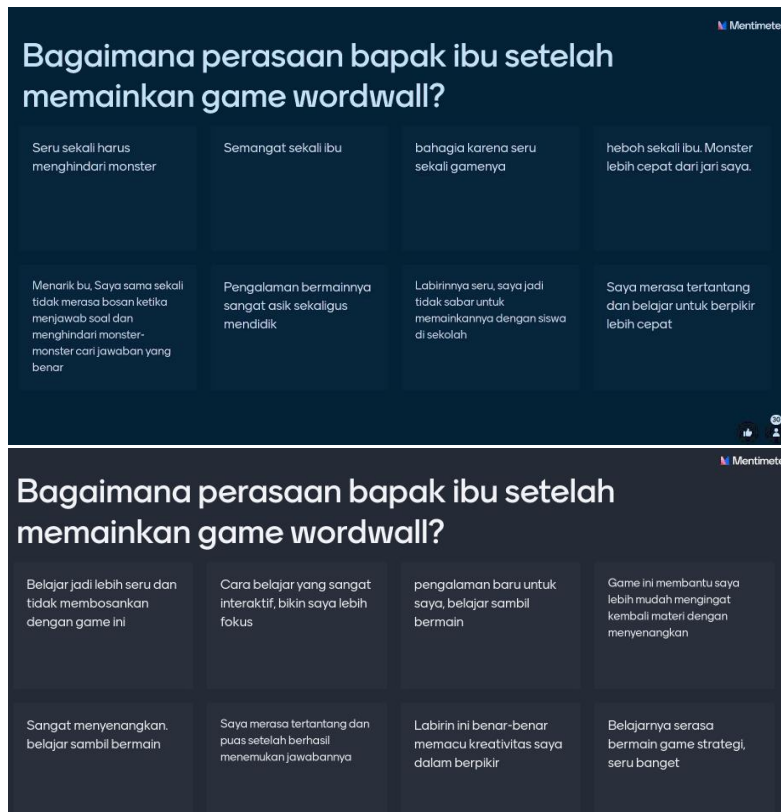 Mentimete
Bagaimana perasaan bapak ibu setelah
memainkan game wordwall?
Seru sekali harus
menghindari monster
Semangat sekali ibu
bahagia karena seru
sekali gamenya
heboh sekali ibu. Monster
lebih cepat dari jari saya.
Menarik bu, Saya sama sekali
tidak merasa bosan ketika
menjawab soal dan
menghindari monster-
monster cari jawaban yang
benar
Pengalaman bermainnya
sangat asik sekaligus
mendidik
Labirinnya seru, saya jadi
tidak sabar untuk
memainkannya dengan siswa
di sekolah
Saya merasa tertantang
dan belajar untuk berpikir
lebih cepat
30
Mentimete
Bagaimana perasaan bapak ibu setelah
memainkan game wordwall?
Belajar jadi lebih seru dan
tidak membosankan
dengan game ini
Cara belajar yang sangat
interaktif, bikin saya lebih
fokus
pengalaman baru untuk
saya, belajar sambil
bermain
Game ini membantu saya
lebih mudah mengingat
kembali materi dengan
menyenangkan
Sangat menyenangkan.
belajar sambil bermain
Saya merasa tertantang dan
puas setelah berhasil
menemukan jawabannya
Labirin ini benar-benar
memacu kreativitas saya
dalam berpikir
Belajarnya serasa
bermain game strategi,
seru banget